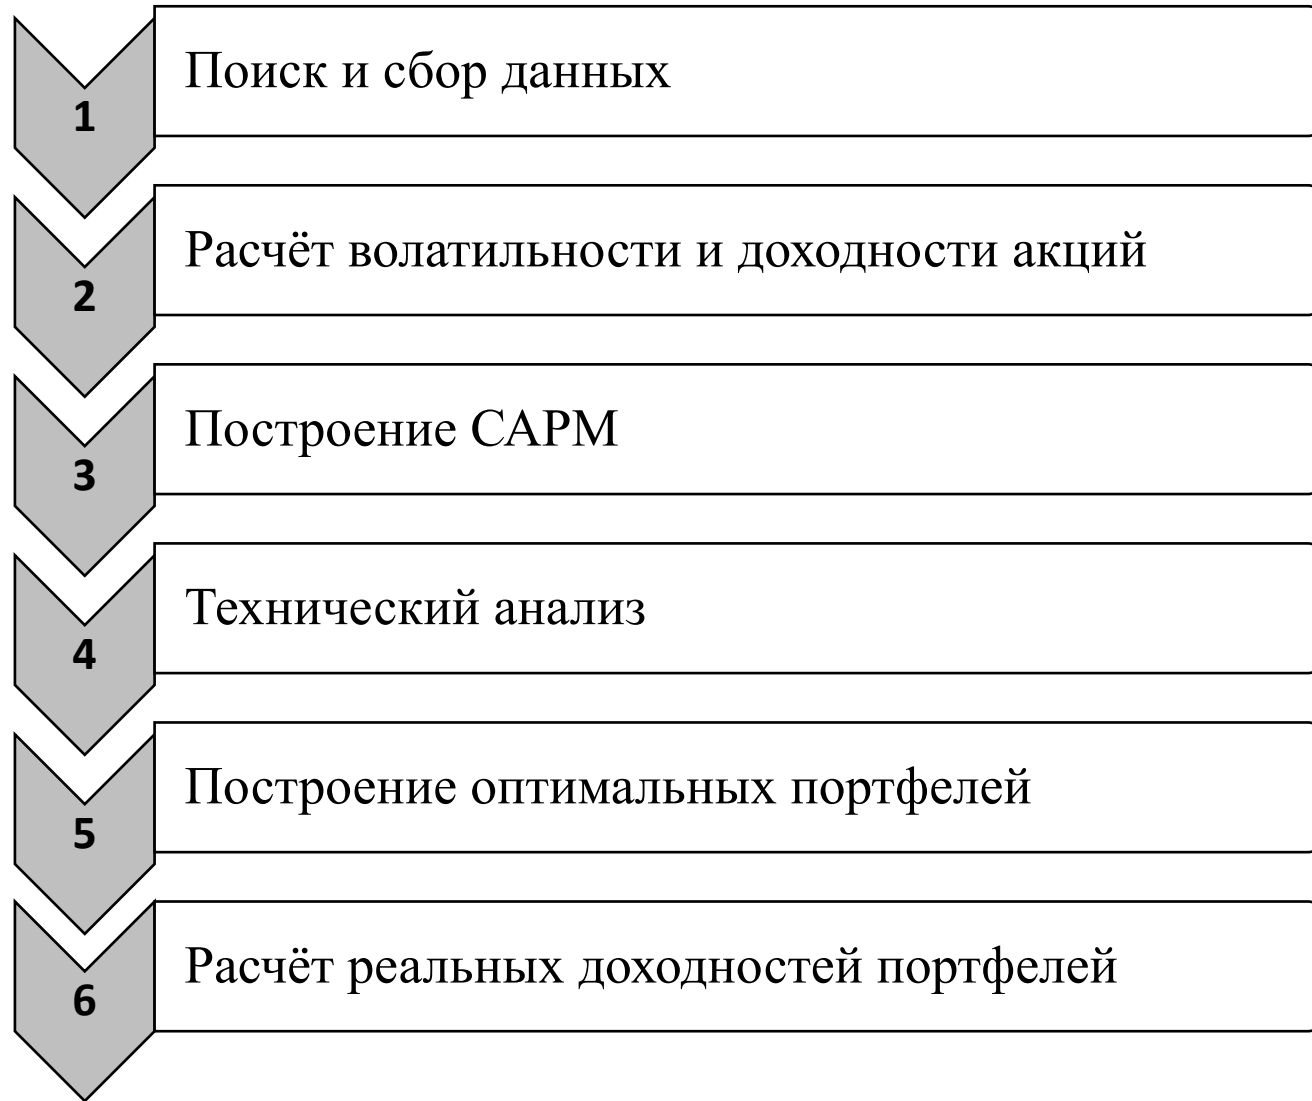 1
Поиск и сбор данных
2
Расчёт волатильности и доходности акций
3
Построение CAPM
4
Технический анализ
5
Построение оптимальных портфелей
6
Расчёт реальных доходностей портфелей